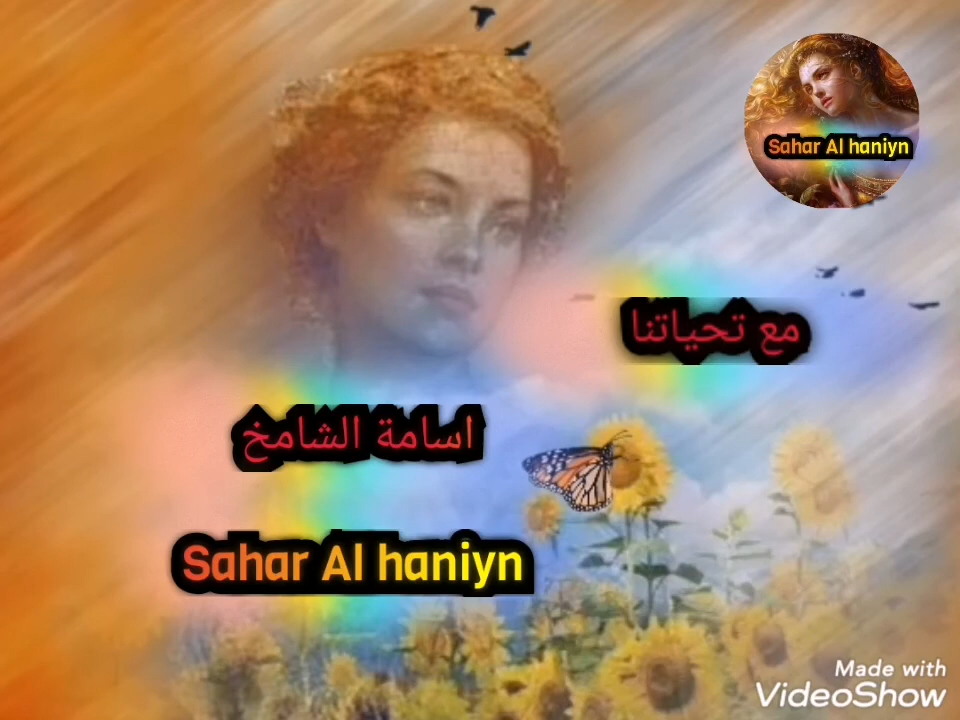 Sahar Al haniyn
مع تحياتنا
اسامة الشامخ
Sahar Al haniyn
Made with
VideoShow